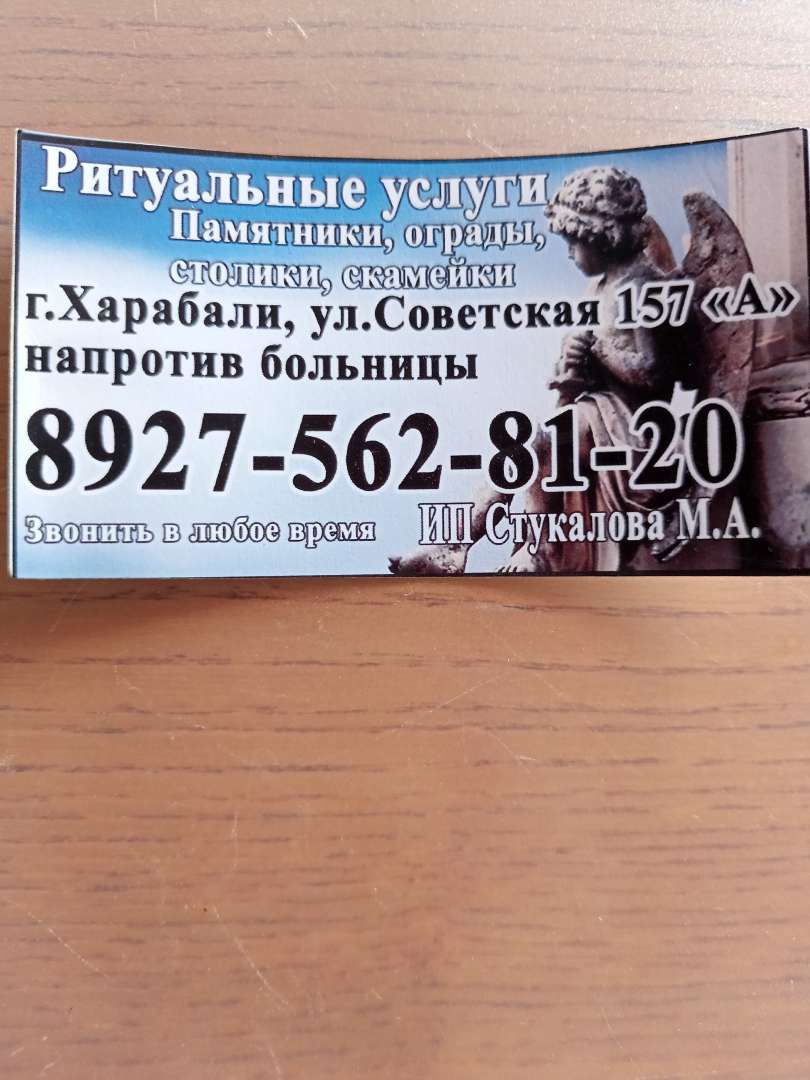 Ритуальные услуги
Памятники, ограды,
столики, скамейки
г.Харабали, ул.Советская 157 «А»
напротив больницы
8927-562-81-20
Звонить в любое время ИП Стукалова М.А.